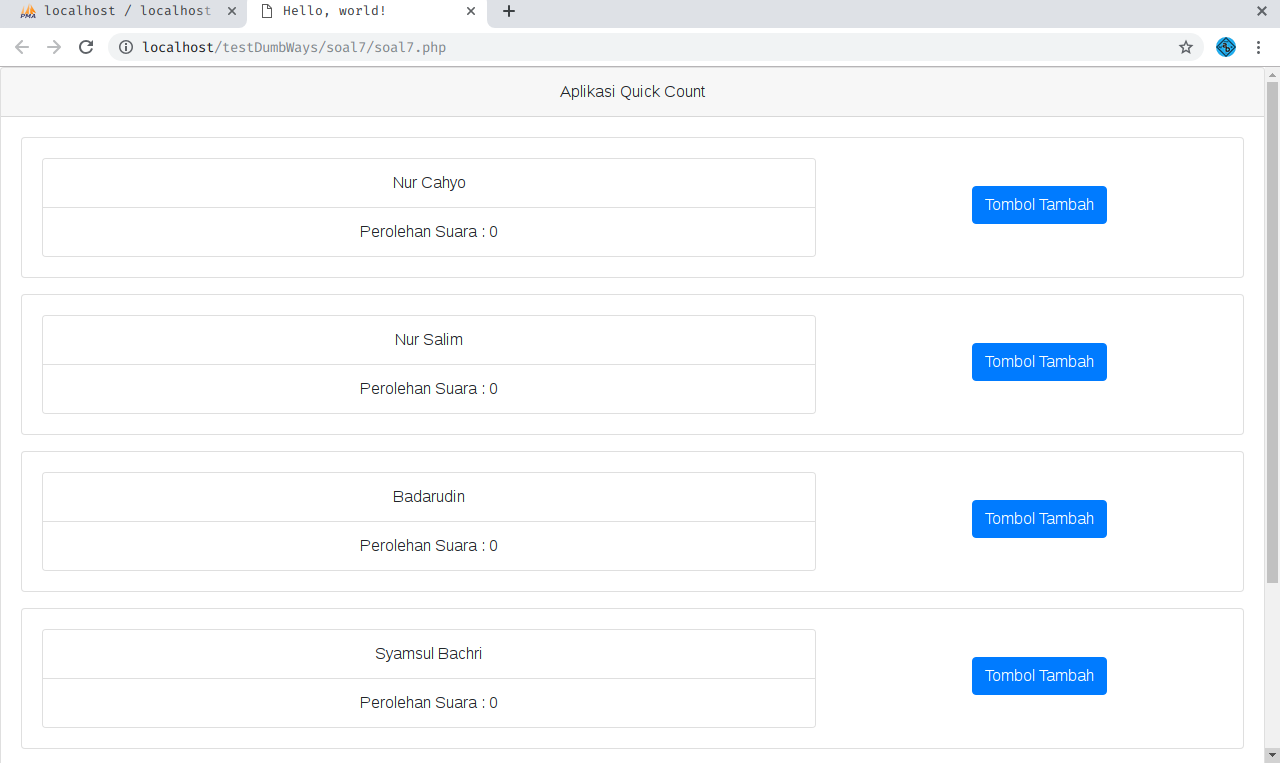 PMA localhost / localhost
Hello, world!
localhost/testDumbWays/soal7/soal7.php
Aplikasi Quick Count
Nur Cahyo
Tombol Tambah
Perolehan Suara : 0
Nur Salim
Tombol Tambah
Perolehan Suara : 0
Badarudin
Tombol Tambah
Perolehan Suara : 0
Syamsul Bachri
Tombol Tambah
Perolehan Suara : 0